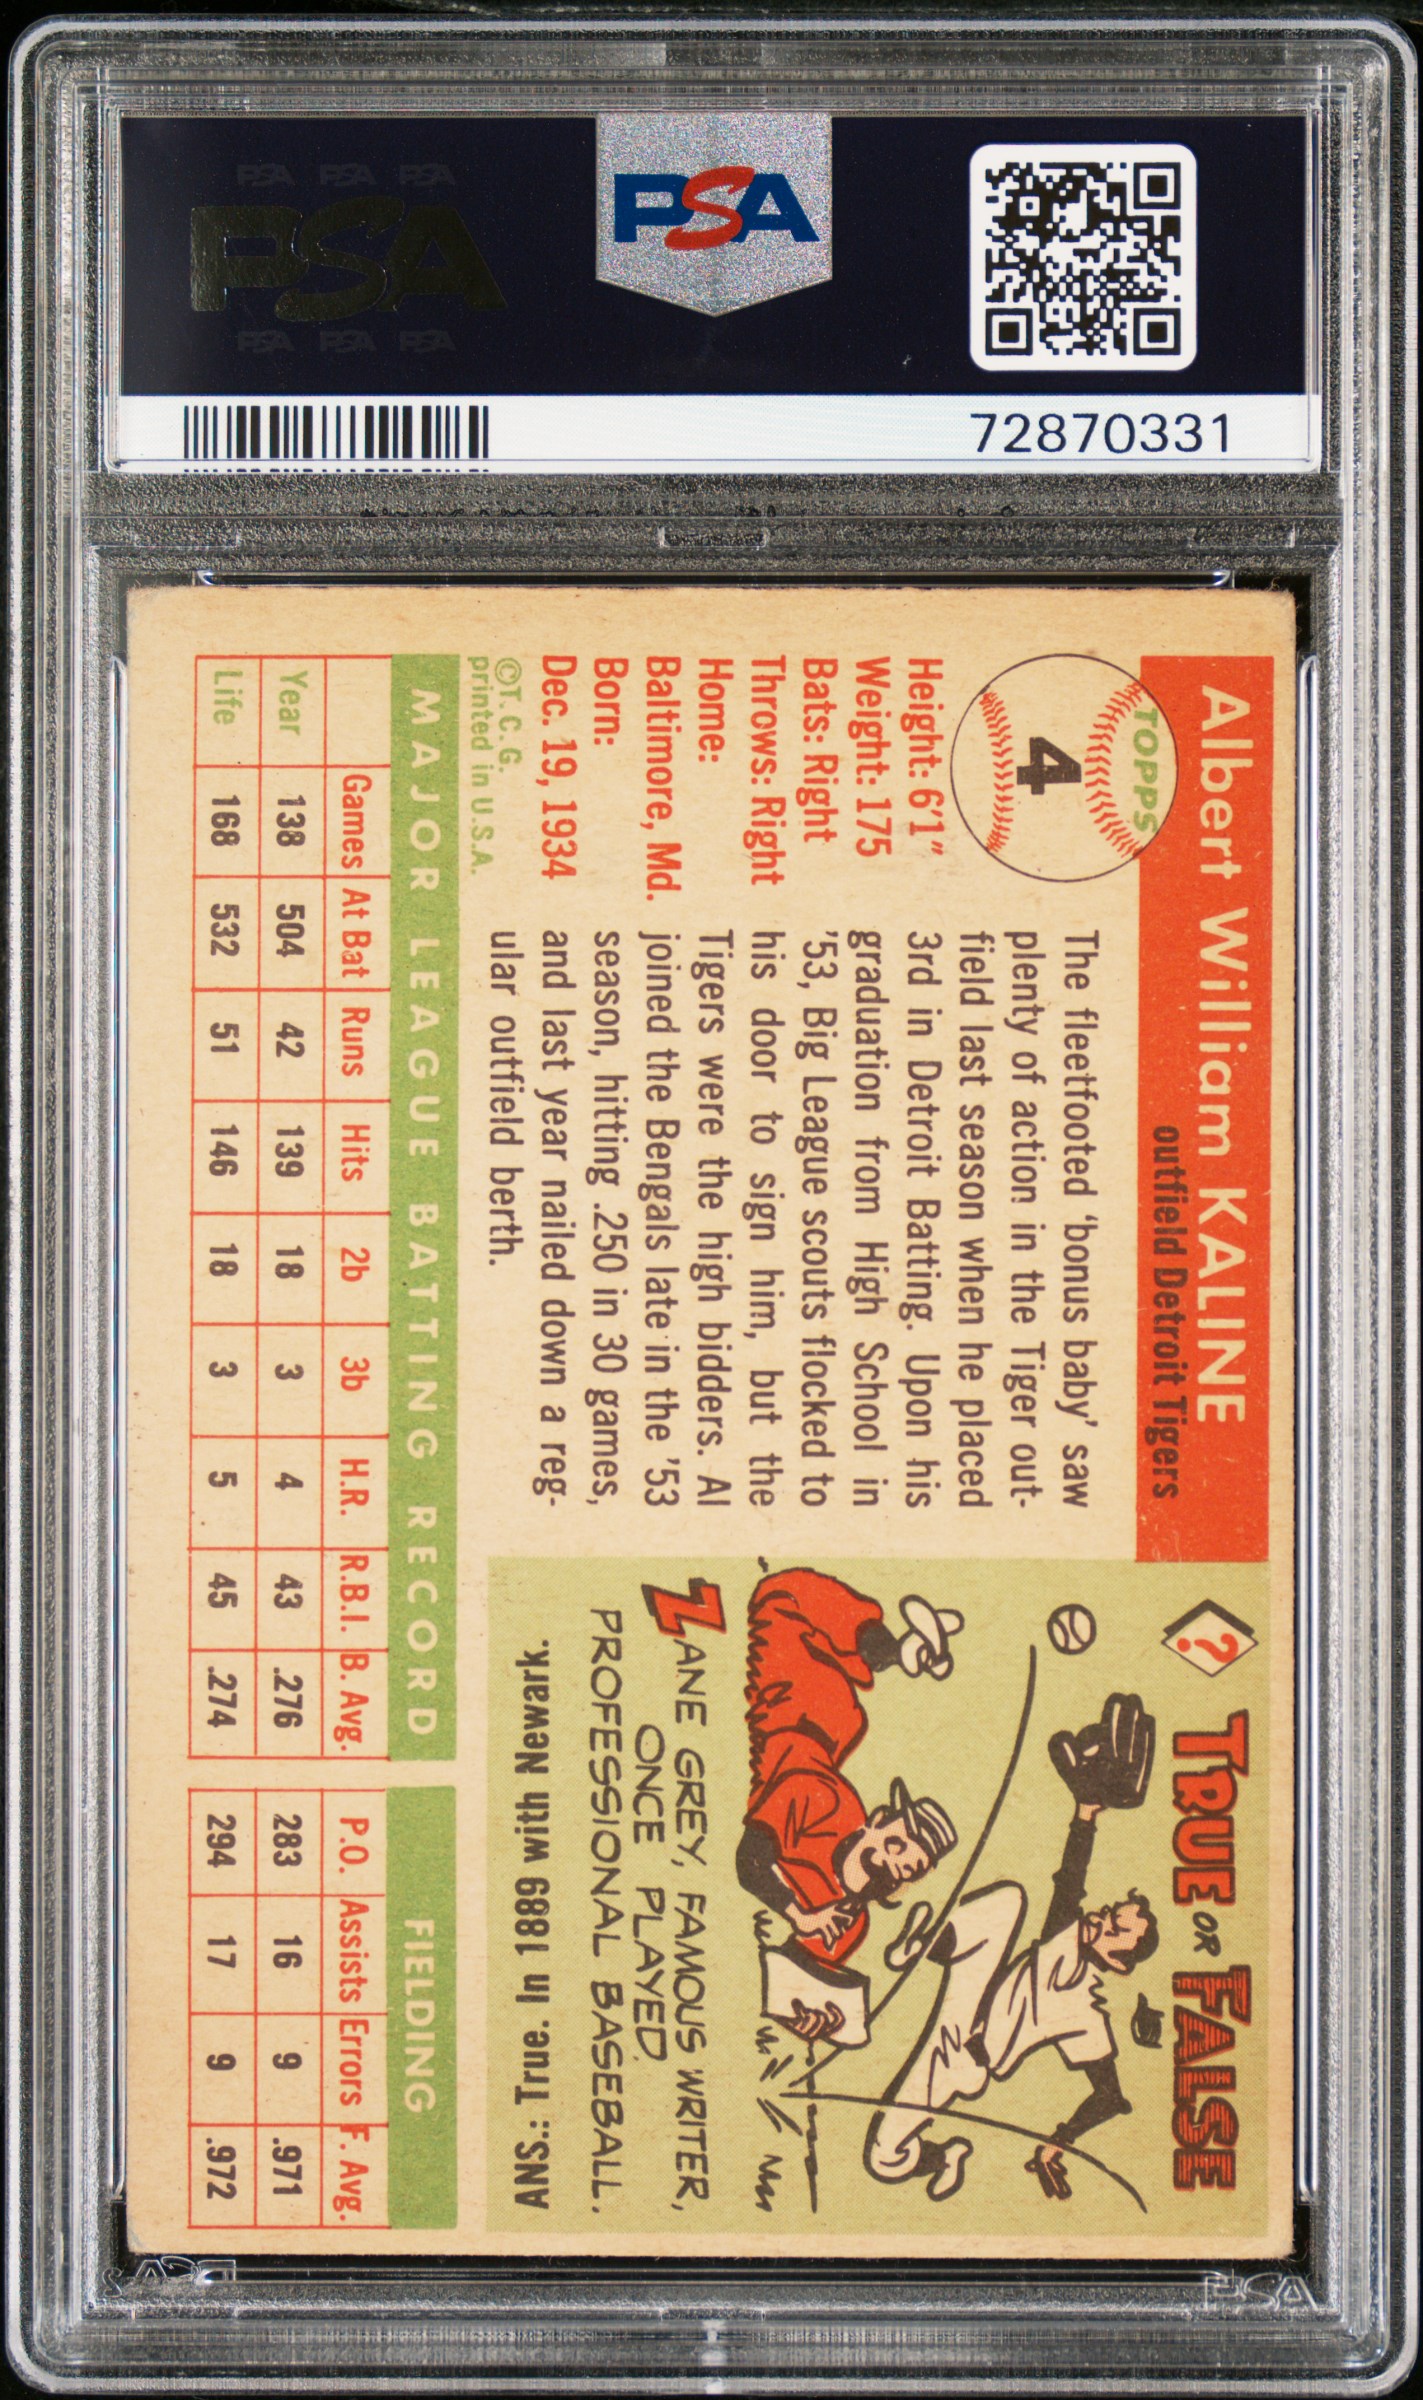 PSA PSA PSA
PSA
PSA PSA PSA
PSA
72870331
Albert William KALINE
outfield Detroit Tigers
TOPPS
4
Height: 6'1"
Weight: 175
Bats: Right
Throws: Right
Home:
Baltimore, Md.
Born:
Dec. 19, 1934
©T. C. G.
printed in U.S.A.
The fleetfooted 'bonus baby' saw
plenty of action in the Tiger out-
field last season when he placed
3rd in Detroit Batting. Upon his
graduation from High School in
'53, Big League scouts flocked to
his door to sign him, but the
Tigers were the high bidders. Al
joined the Bengals late in the '53
season, hitting .250 in 30 games,
and last year nailed down a reg-
ular outfield berth.
? TRUE OR FALSE
ZANE GREY, FAMOUS WRITER,
ONCE PLAYED
PROFESSIONAL BASEBALL.
ANS.: True. In 1889 with Newark.
MAJOR LEAGUE BATTING RECORD
Games At Bat Runs Hits 2b 3b H.R. R.B.I. B. Avg.
Year 138 504 42 139 18 3 4 43 .276
Life 168 532 51 146 18 3 5 45 .274
FIELDING
P.O. Assists Errors F. Avg.
283 16 9 .971
294 17 9 .972
PSA
PSA